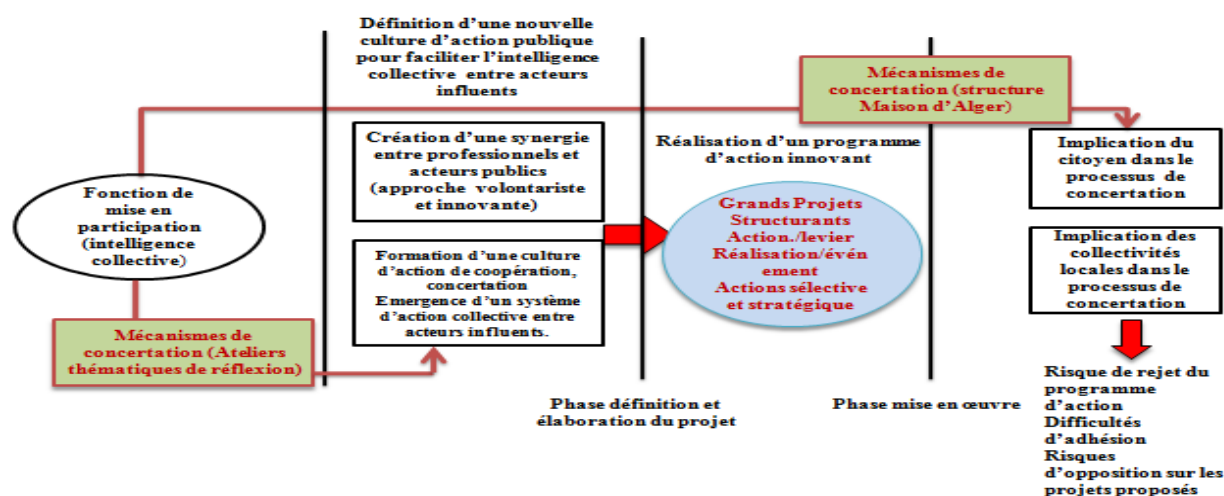 Définition d'une nouvelle
culture d'action publique
pour faciliter l'intelligence
collective entre acteurs
influents
Mécanismes de
concertation (structure
Maison d'Alger)
Création d'une synergie
entre professionnels et
acteurs publics
(approche volontariste
et innovante)
Réalisation d'un programme
d'action innovant
Implication du
citoyen dans le
processus de
concertation
Fonction de
mise en
participation
(intelligence
collective)
Grands Projets
Structurants
Action./levier
Réalisation/évén
ement
Actions sélective
et stratégique
Formation d'une culture
d'action de coopération,
concertation
Emergence d'un système
d'action collective entre
acteurs influents.
Implication des
collectivités
locales dans le
processus de
concertation
Mécanismes de
concertation (Ateliers
thématiques de réflexion)
Phase définition et
élaboration du projet
Phase mise en œuvre
Risque de rejet du
programme
d'action
Difficultés
d'adhésion
Risques
d'opposition sur les
projets proposés